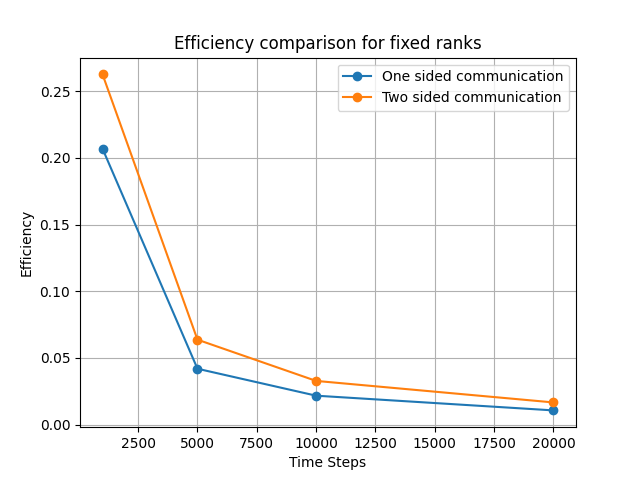 Efficiency comparison for fixed ranks
One sided communication
Two sided communication
0.25
0.20
0.15
0.10
0.05
0.00
Efficiency
2500 5000 7500 10000 12500 15000 17500 20000
Time Steps